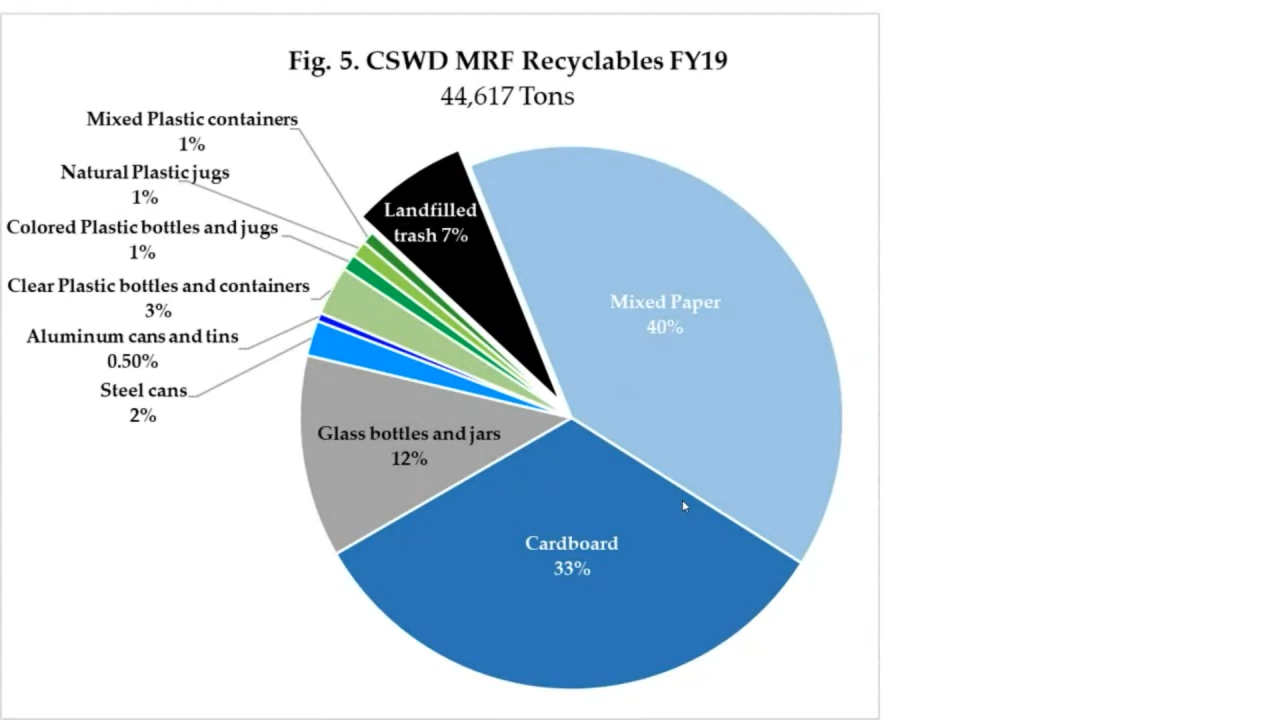 Fig. 5. CSWD MRF Recyclables FY19
44,617 Tons
Mixed Plastic containers
1%
Natural Plastic jugs
1%
Colored Plastic bottles and jugs
1%
Clear Plastic bottles and containers
3%
Aluminum cans and tins
0.50%
Steel cans
2%
Landfilled
trash 7%
Mixed Paper
40%
Glass bottles and jars
12%
Cardboard
33%